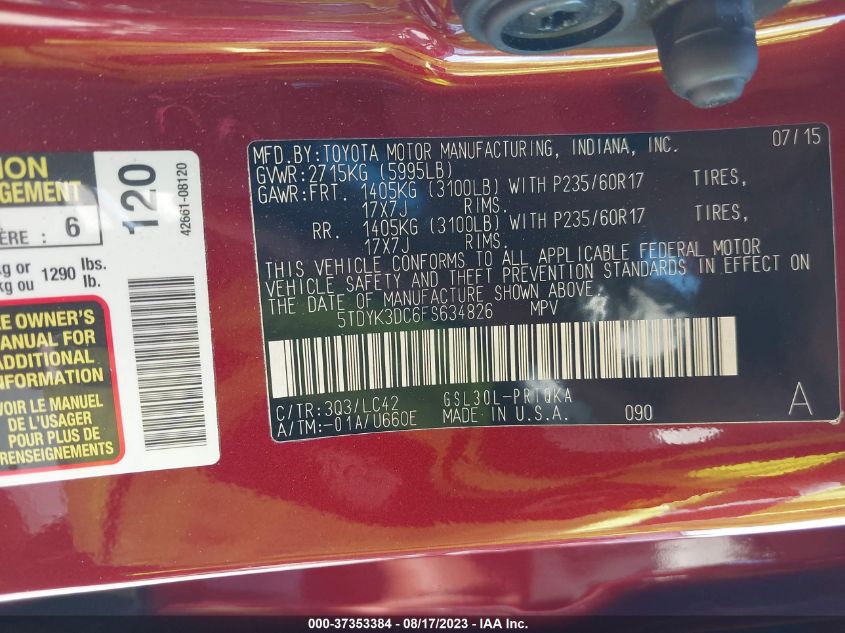 TION
AGEMENT
ÈRE : 6
kg or 1290 lbs.
kg ou lb.
120
42661-08120
EE OWNER'S
MANUAL FOR
ADDITIONAL
INFORMATION
VOIR LE MANUEL
DE L'USAGER
POUR PLUS DE
RENSEIGNEMENTS
MFD.BY:TOYOTA MOTOR MANUFACTURING, INDIANA, INC. 07/15
GVWR:2715KG (5995LB)
GAWR:FRT. 1405KG (3100LB) WITH P235/60R17 TIRES,
17X7J RIMS.
RR. 1405KG (3100LB) WITH P235/60R17 TIRES,
17X7J RIMS.
THIS VEHICLE CONFORMS TO ALL APPLICABLE FEDERAL MOTOR
VEHICLE SAFETY AND THEFT PREVENTION STANDARDS IN EFFECT ON
THE DATE OF MANUFACTURE SHOWN ABOVE.
5TDYK3DC6FS634826 MPV
C/TR:3Q3/LC42 GSL30L-PRTQKA
A/TM:-01A/U660E MADE IN U.S.A. 090 A
000-37353384 - 08/17/2023 - IAA Inc.